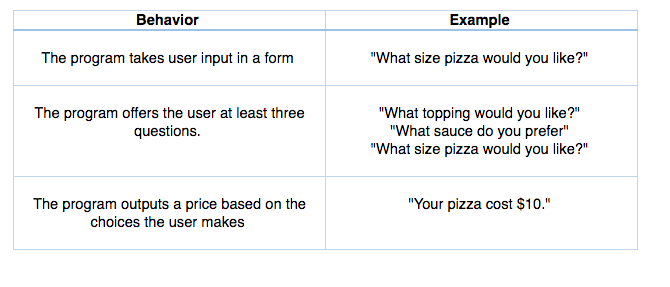 Behavior
Example
The program takes user input in a form
"What size pizza would you like?"
The program offers the user at least three
questions.
"What topping would you like?"
"What sauce do you prefer"
"What size pizza would you like?"
The program outputs a price based on the
choices the user makes
"Your pizza cost $10."